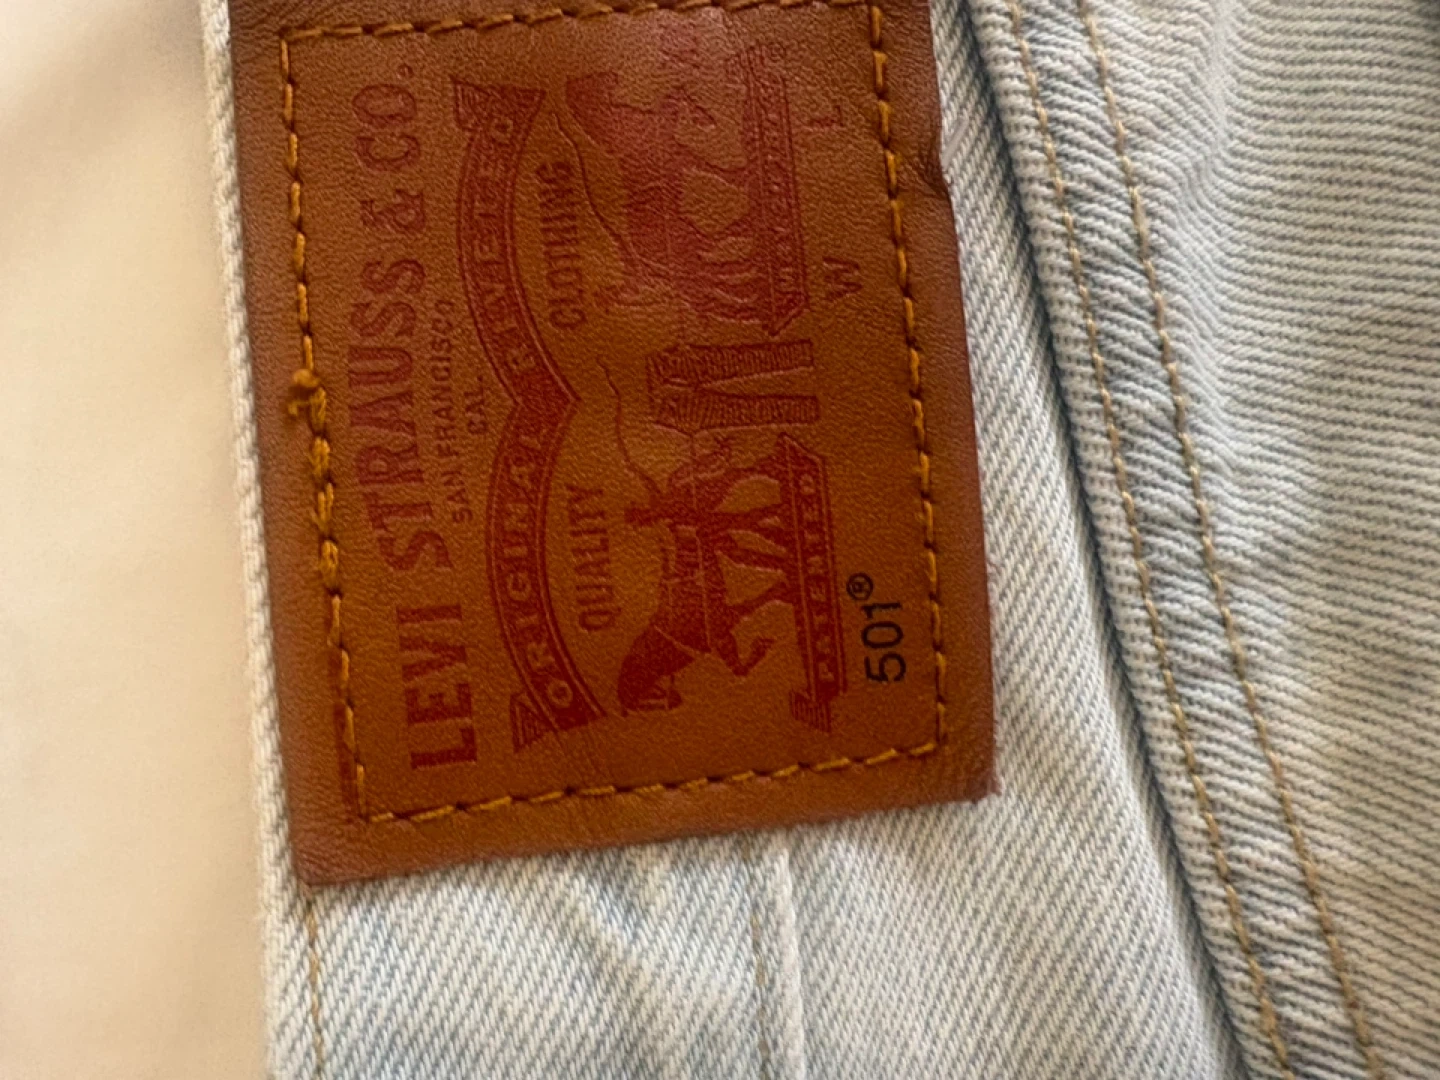 LEVI STRAUSS & CO.
SAN FRANCISCO
CAL.
ORIGINAL RIVETED
QUALITY CLOTHING
PATENTED
501® W L